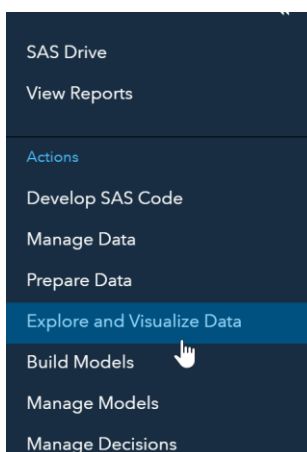 SAS Drive
View Reports
Actions
Develop SAS Code
Manage Data
Prepare Data
Explore and Visualize Data
Build Models
Manage Models
Manage Decisions